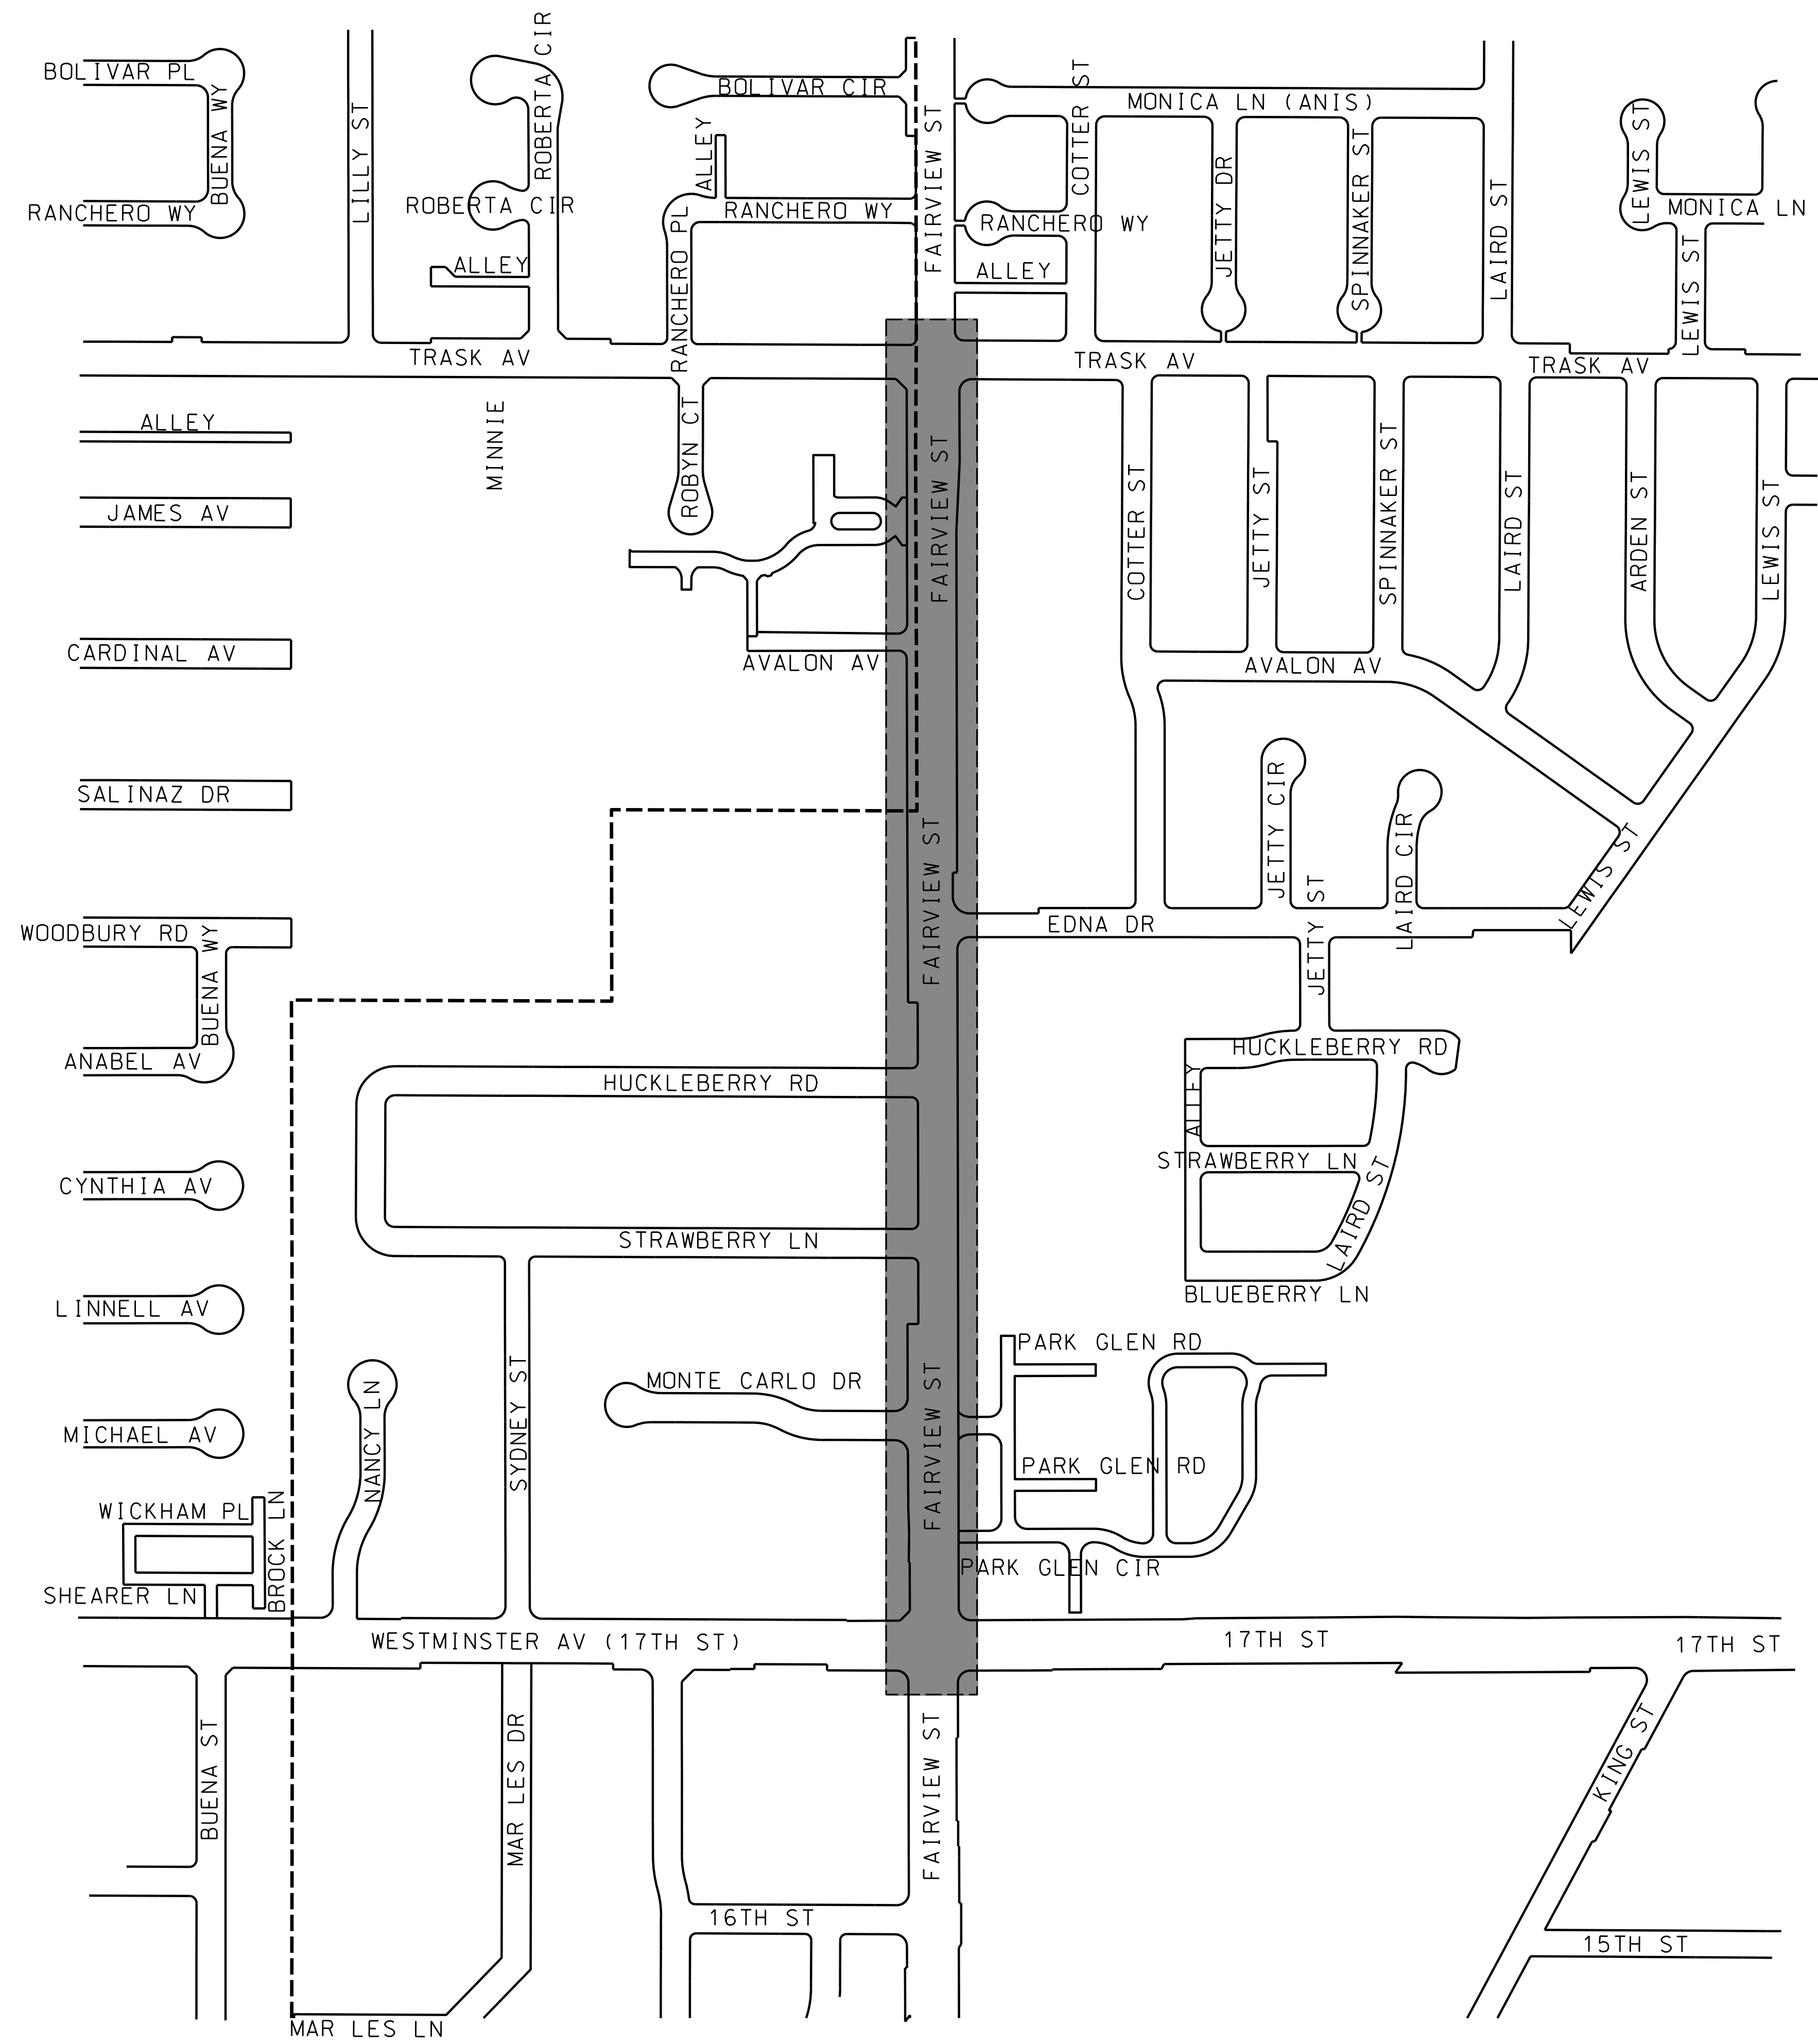 ROBERTA CIR
BOLIVAR PL
BUENA WY
LILLY ST
BOLIVAR CIR
ALLEY
FAIRVIEW ST
COTTER ST
MONICA LN (ANIS)
JETTY DR
SPINNAKER ST
LAIRD ST
LEWIS ST
MONICA LN
LEWIS ST
RANCHERO WY
ROBERTA CIR
RANCHERO WY
RANCHERO WY
RANCHERO PL
ALLEY
ALLEY
TRASK AV
TRASK AV
TRASK AV
ALLEY
MINNIE
ROBYN CT
JAMES AV
FAIRVIEW ST
COTTER ST
JETTY ST
SPINNAKER ST
LAIRD ST
ARDEN ST
LEWIS ST
CARDINAL AV
AVALON AV
AVALON AV
SALINAZ DR
FAIRVIEW ST
JETTY CIR
LAIRD CIR
LEWIS ST
WOODBURY RD
BUENA WY
EDNA DR
JETTY ST
ANABEL AV
HUCKLEBERRY RD
HUCKLEBERRY RD
ALLEY
STRAWBERRY LN
LAIRD ST
CYNTHIA AV
STRAWBERRY LN
BLUEBERRY LN
LINNELL AV
PARK GLEN RD
MONTE CARLO DR
FAIRVIEW ST
SYDNEY ST
NANCY LN
MICHAEL AV
PARK GLEN RD
WICKHAM PL
BROCK LN
PARK GLEN CIR
SHEARER LN
WESTMINSTER AV (17TH ST)
17TH ST
17TH ST
BUENA ST
MAR LES DR
FAIRVIEW ST
KING ST
16TH ST
15TH ST
MAR LES LN